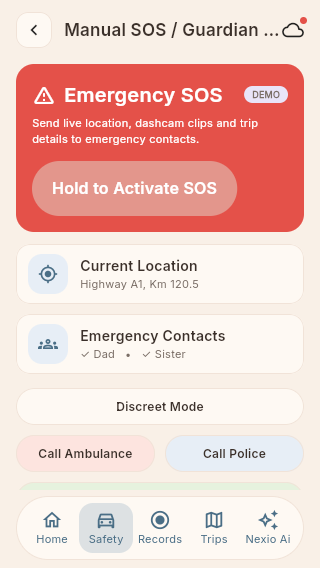 Manual SOS / Guardian ...
Emergency SOS
DEMO
Send live location, dashcam clips and trip
details to emergency contacts.
Hold to Activate SOS
Current Location
Highway A1, Km 120.5
Emergency Contacts
✓ Dad • ✓ Sister
Discreet Mode
Call Ambulance
Call Police
Home
Safety
Records
Trips
Nexio Ai